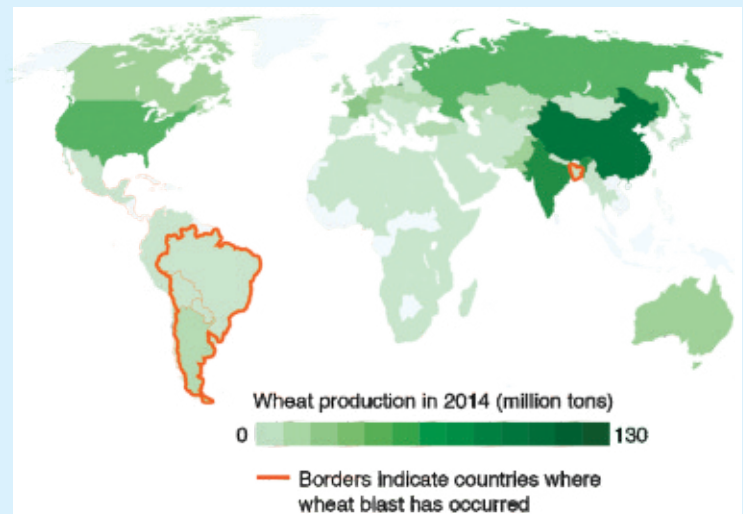 Wheat production in 2014 (million tons)
0 130
Borders indicate countries where
wheat blast has occurred